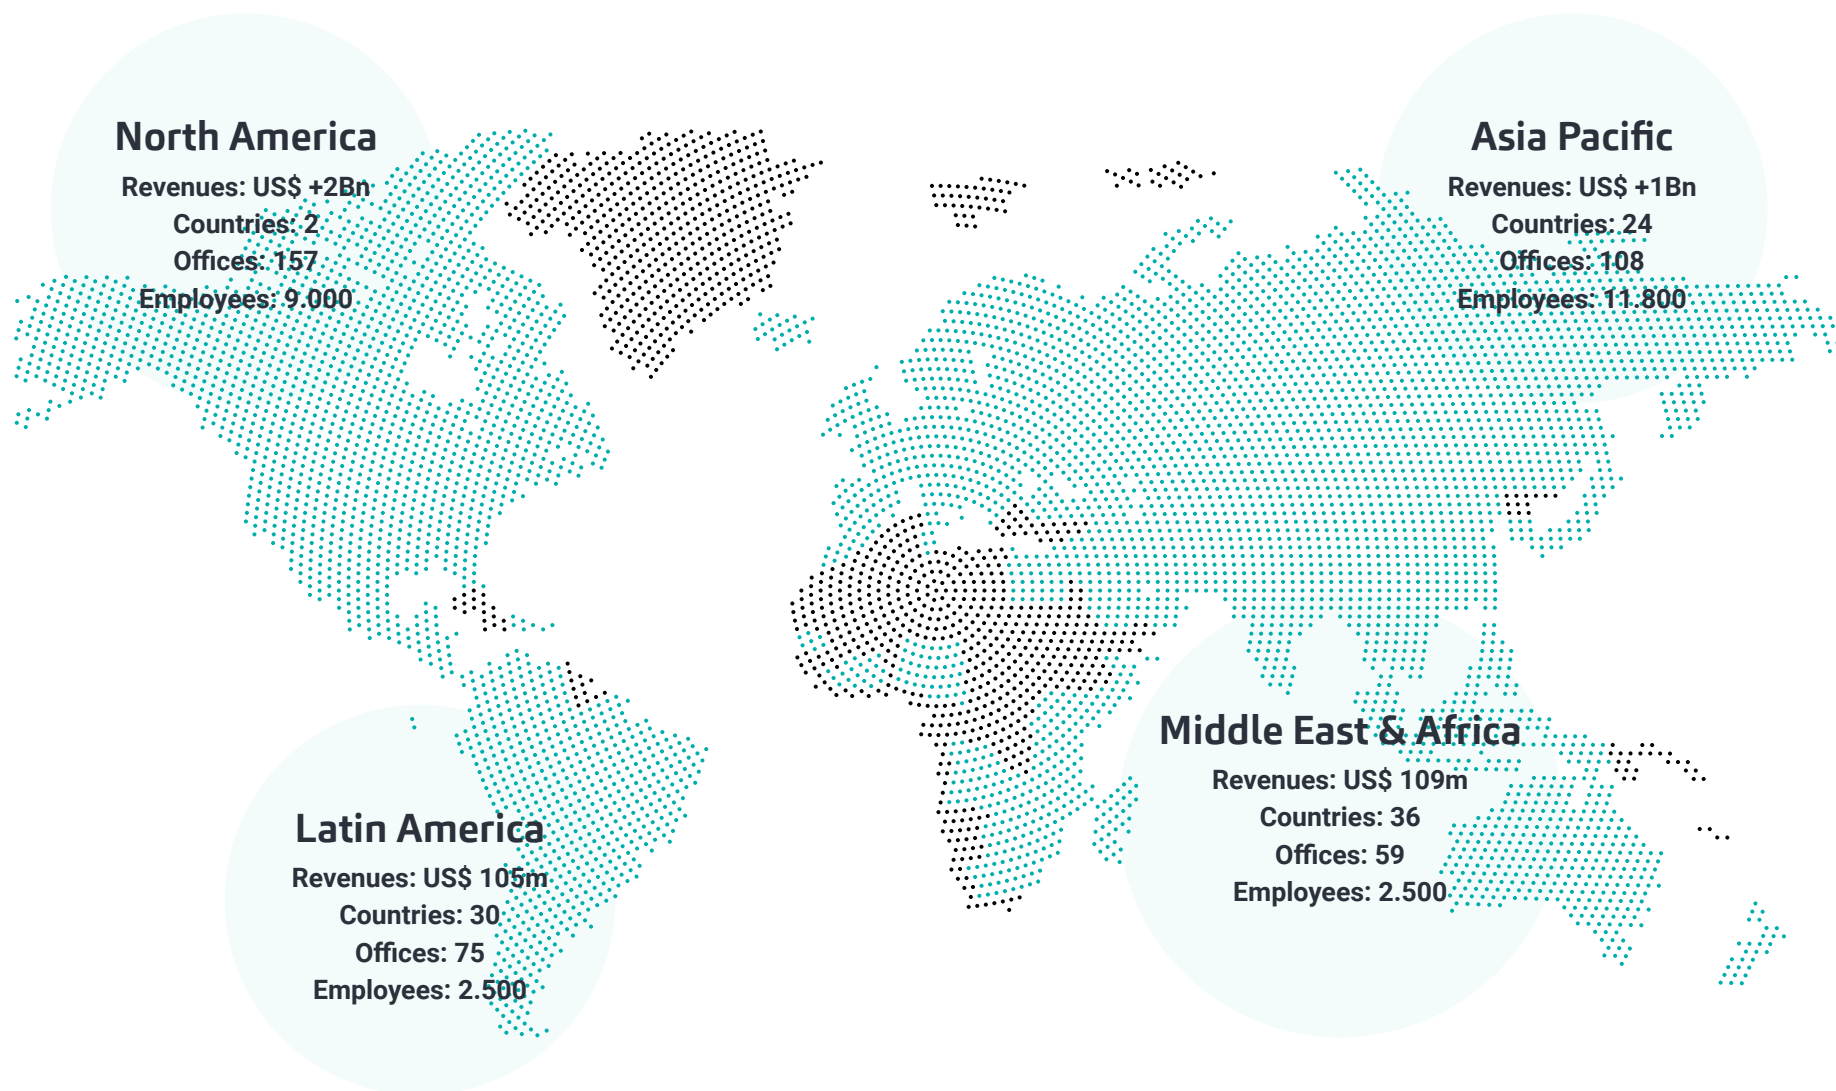 North America
Revenues: US$ +2Bn
Countries: 2
Offices: 157
Employees: 9.000
Asia Pacific
Revenues: US$ +1Bn
Countries: 24
Offices: 108
Employees: 11.800
Middle East & Africa
Revenues: US$ 109m
Countries: 36
Offices: 59
Employees: 2.500
Latin America
Revenues: US$ 105m
Countries: 30
Offices: 75
Employees: 2.500